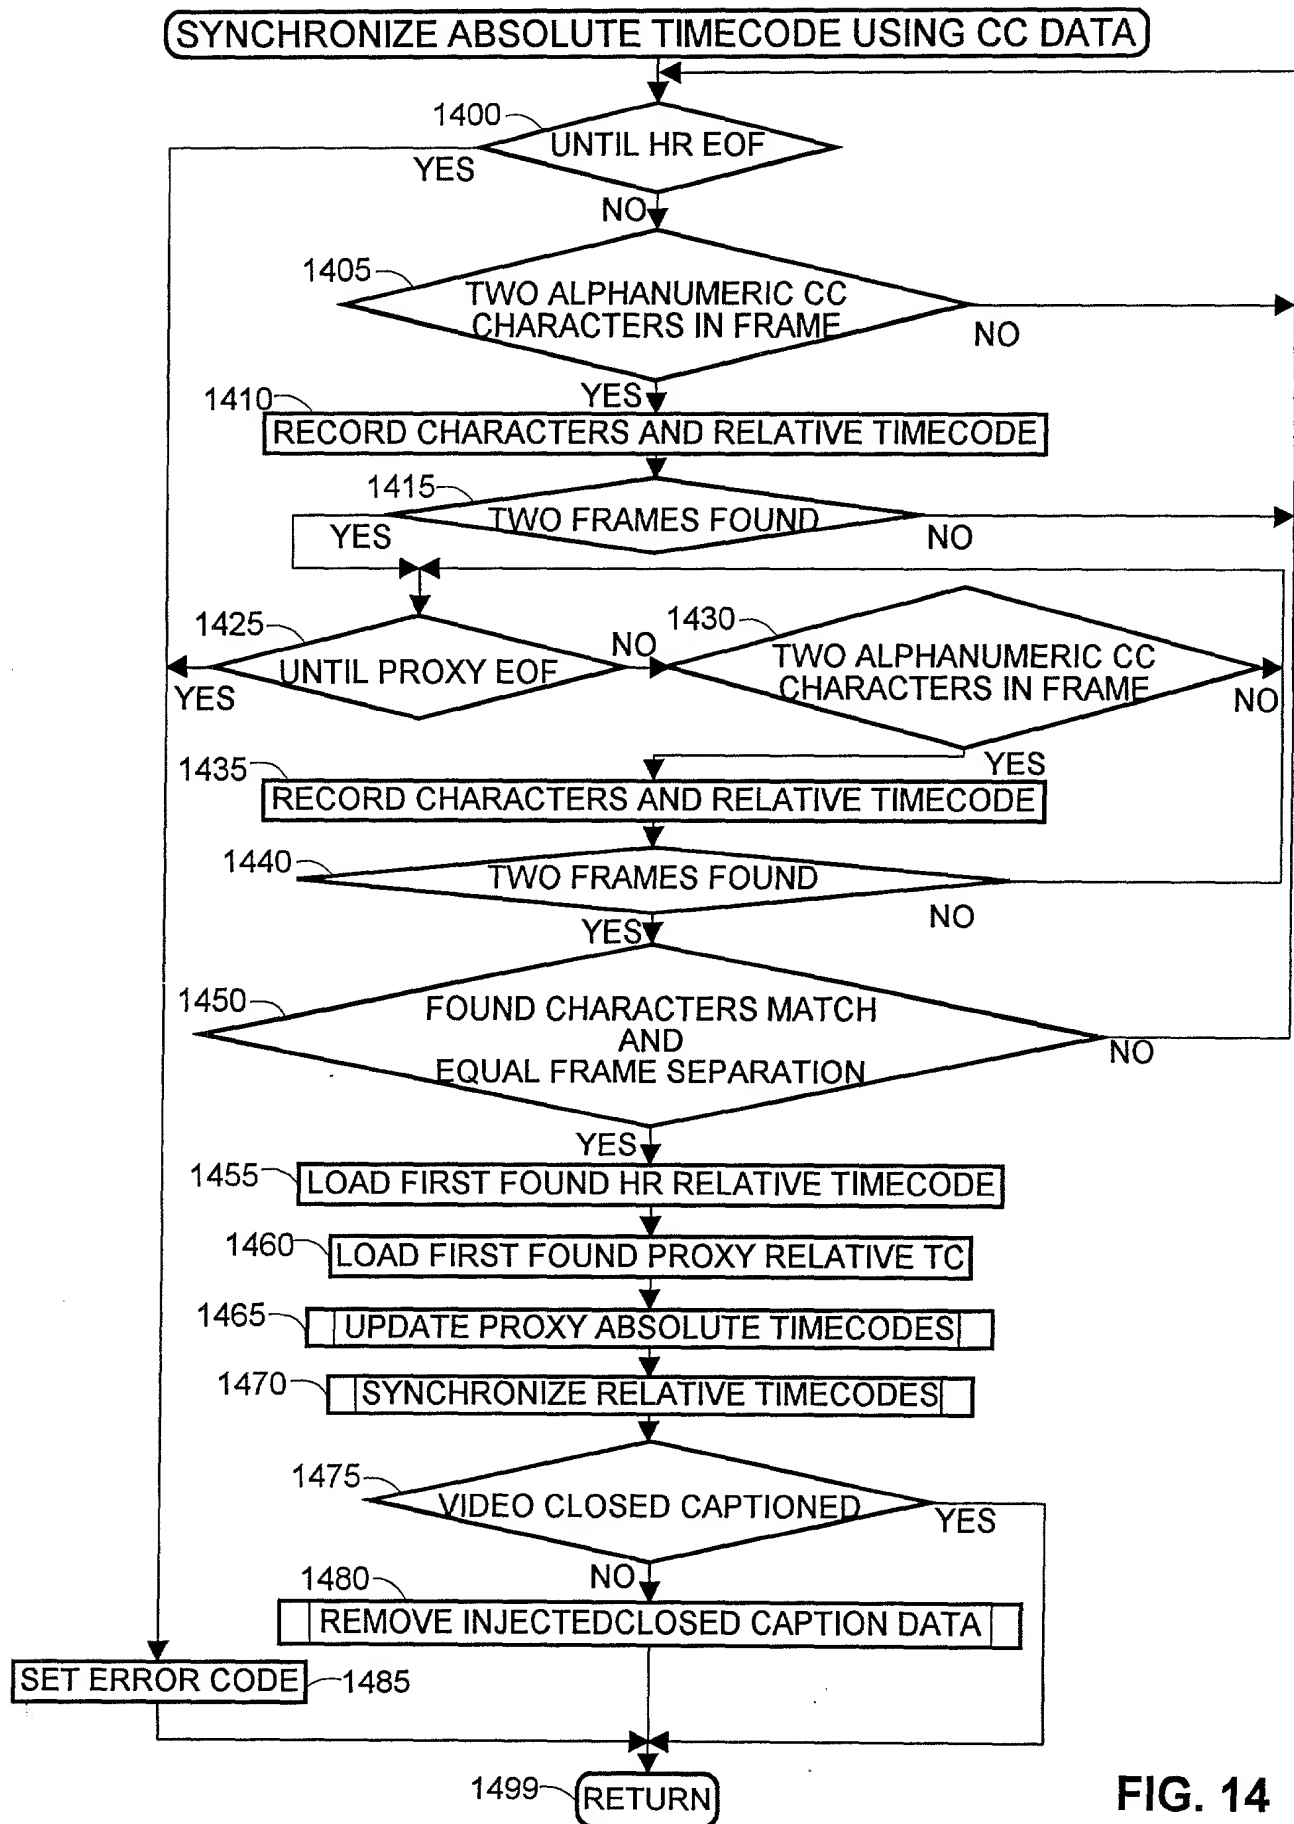 SYNCHRONIZE ABSOLUTE TIMECODE USING CC DATA
1400
UNTIL HR EOF
YES
NO
1405
TWO ALPHANUMERIC CC
CHARACTERS IN FRAME
NO
YES
1410
RECORD CHARACTERS AND RELATIVE TIMECODE
1415
TWO FRAMES FOUND
YES
NO
1425
UNTIL PROXY EOF
YES
NO
1430
TWO ALPHANUMERIC CC
CHARACTERS IN FRAME
NO
YES
1435
RECORD CHARACTERS AND RELATIVE TIMECODE
1440
TWO FRAMES FOUND
NO
YES
1450
FOUND CHARACTERS MATCH
AND
EQUAL FRAME SEPARATION
NO
YES
1455
LOAD FIRST FOUND HR RELATIVE TIMECODE
1460
LOAD FIRST FOUND PROXY RELATIVE TC
1465
UPDATE PROXY ABSOLUTE TIMECODES
1470
SYNCHRONIZE RELATIVE TIMECODES
1475
VIDEO CLOSED CAPTIONED
YES
NO
1480
REMOVE INJECTEDCLOSED CAPTION DATA
SET ERROR CODE
1485
1499
RETURN
FIG. 14